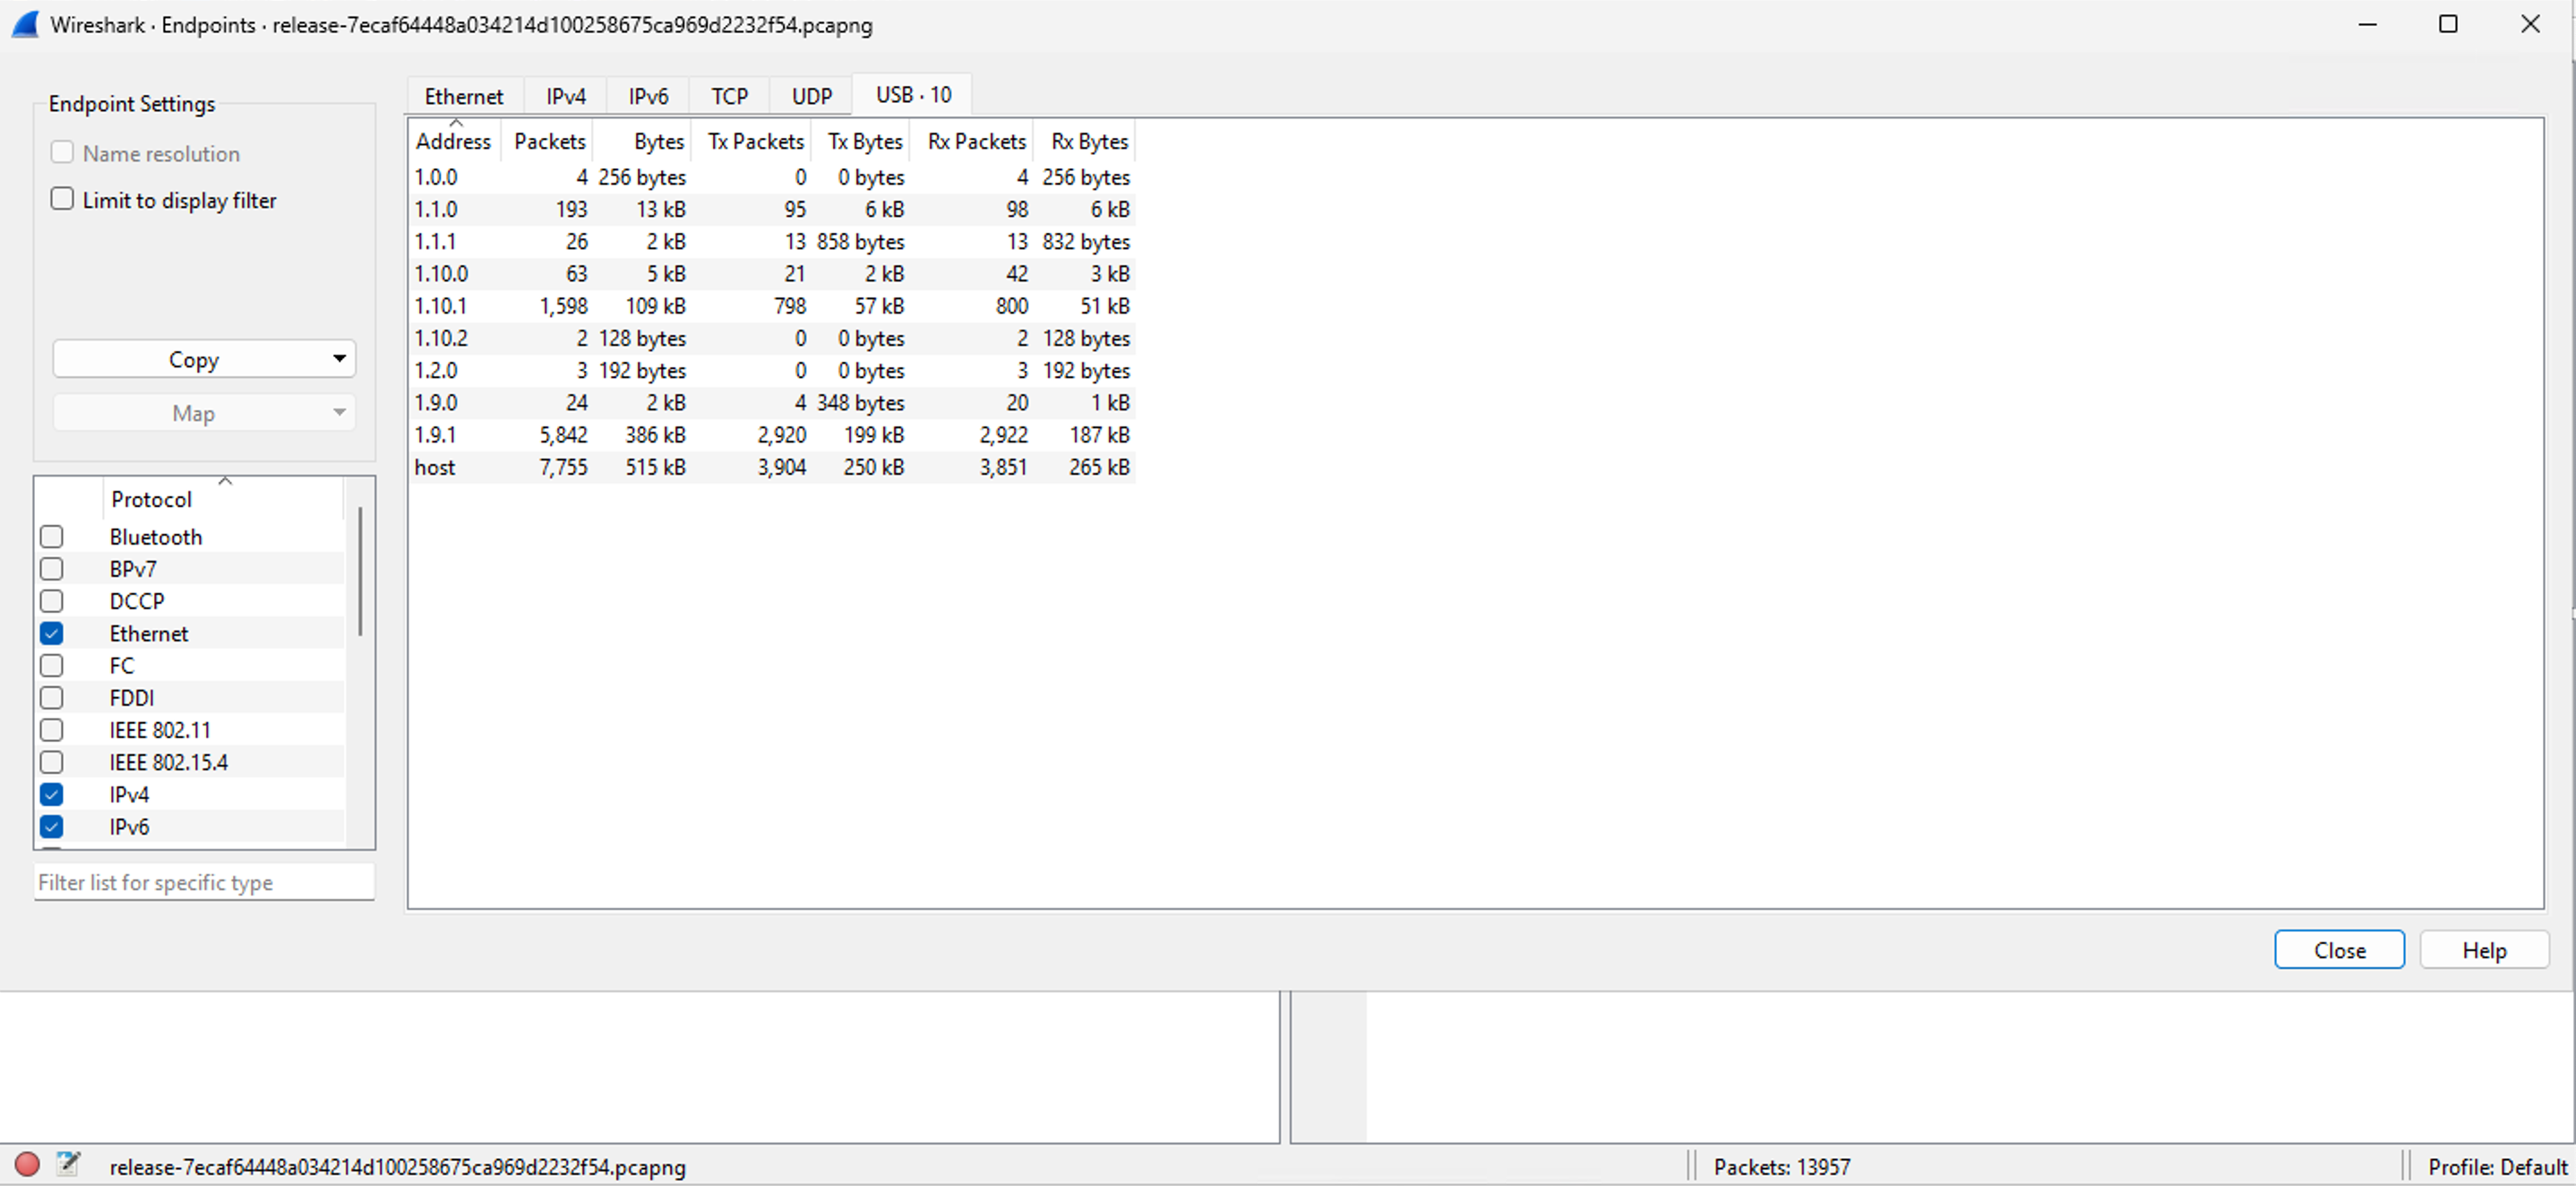 Wireshark · Endpoints · release-7ecaf64448a034214d100258675ca969d2232f54.pcapng
Endpoint Settings
Name resolution
Limit to display filter
Copy
Map
Protocol
Bluetooth
BPv7
DCCP
Ethernet
FC
FDDI
IEEE 802.11
IEEE 802.15.4
IPv4
IPv6
Filter list for specific type
Ethernet IPv4 IPv6 TCP UDP USB · 10
Address Packets Bytes Tx Packets Tx Bytes Rx Packets Rx Bytes
1.0.0 4 256 bytes 0 0 bytes 4 256 bytes
1.1.0 193 13 kB 95 6 kB 98 6 kB
1.1.1 26 2 kB 13 858 bytes 13 832 bytes
1.10.0 63 5 kB 21 2 kB 42 3 kB
1.10.1 1,598 109 kB 798 57 kB 800 51 kB
1.10.2 2 128 bytes 0 0 bytes 2 128 bytes
1.2.0 3 192 bytes 0 0 bytes 3 192 bytes
1.9.0 24 2 kB 4 348 bytes 20 1 kB
1.9.1 5,842 386 kB 2,920 199 kB 2,922 187 kB
host 7,755 515 kB 3,904 250 kB 3,851 265 kB
Close Help
release-7ecaf64448a034214d100258675ca969d2232f54.pcapng Packets: 13957 Profile: Default